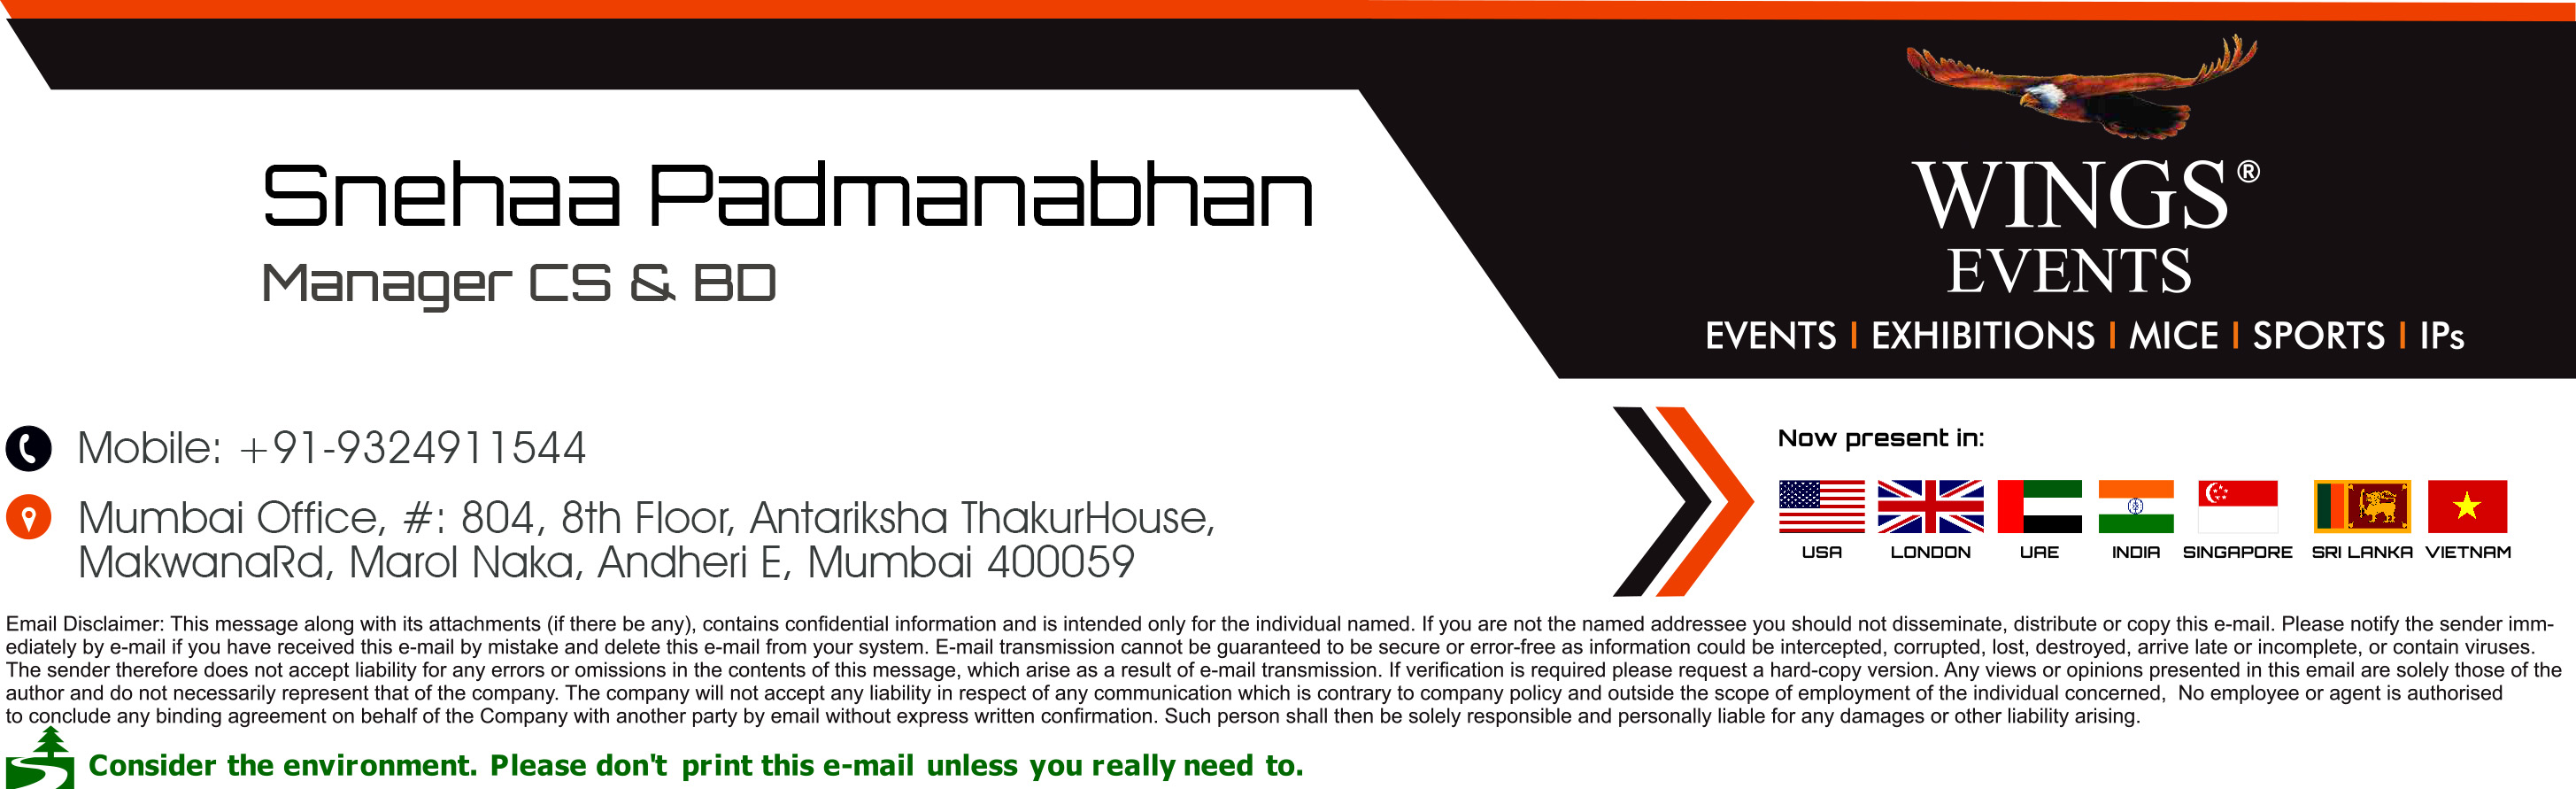 Snehaa Padmanabhan
Manager CS & BD
WINGS®
EVENTS
EVENTS | EXHIBITIONS | MICE | SPORTS | IPs
Mobile: +91-9324911544
Mumbai Office, #: 804, 8th Floor, Antariksha ThakurHouse,
MakwanaRd, Marol Naka, Andheri E, Mumbai 400059
Now present in:
USA LONDON UAE INDIA SINGAPORE SRI LANKA VIETNAM
Email Disclaimer: This message along with its attachments (if there be any), contains confidential information and is intended only for the individual named. If you are not the named addressee you should not disseminate, distribute or copy this e-mail. Please notify the sender imm-
ediately by e-mail if you have received this e-mail by mistake and delete this e-mail from your system. E-mail transmission cannot be guaranteed to be secure or error-free as information could be intercepted, corrupted, lost, destroyed, arrive late or incomplete, or contain viruses.
The sender therefore does not accept liability for any errors or omissions in the contents of this message, which arise as a result of e-mail transmission. If verification is required please request a hard-copy version. Any views or opinions presented in this email are solely those of the
author and do not necessarily represent that of the company. The company will not accept any liability in respect of any communication which is contrary to company policy and outside the scope of employment of the individual concerned, No employee or agent is authorised
to conclude any binding agreement on behalf of the Company with another party by email without express written confirmation. Such person shall then be solely responsible and personally liable for any damages or other liability arising.
Consider the environment. Please don't print this e-mail unless you really need to.